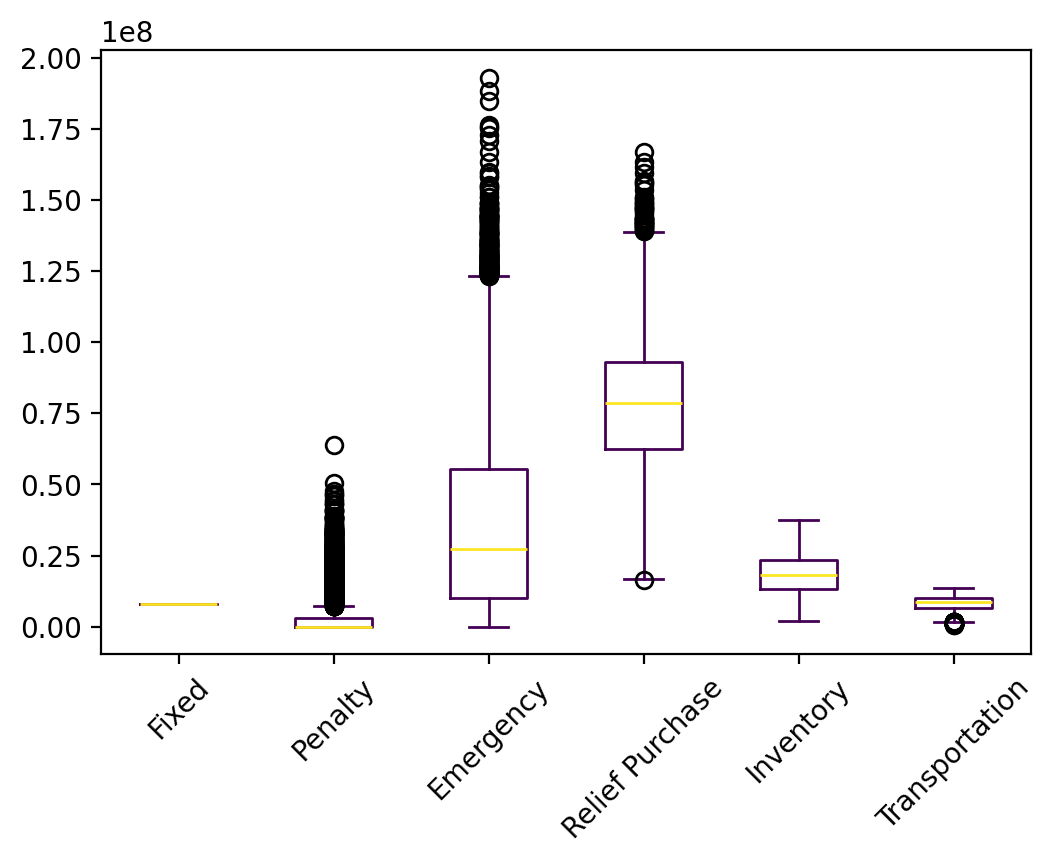 1e8
2.00
1.75
1.50
1.25
1.00
0.75
0.50
0.25
0.00
Fixed
Penalty
Emergency
Relief Purchase
Inventory
Transportation